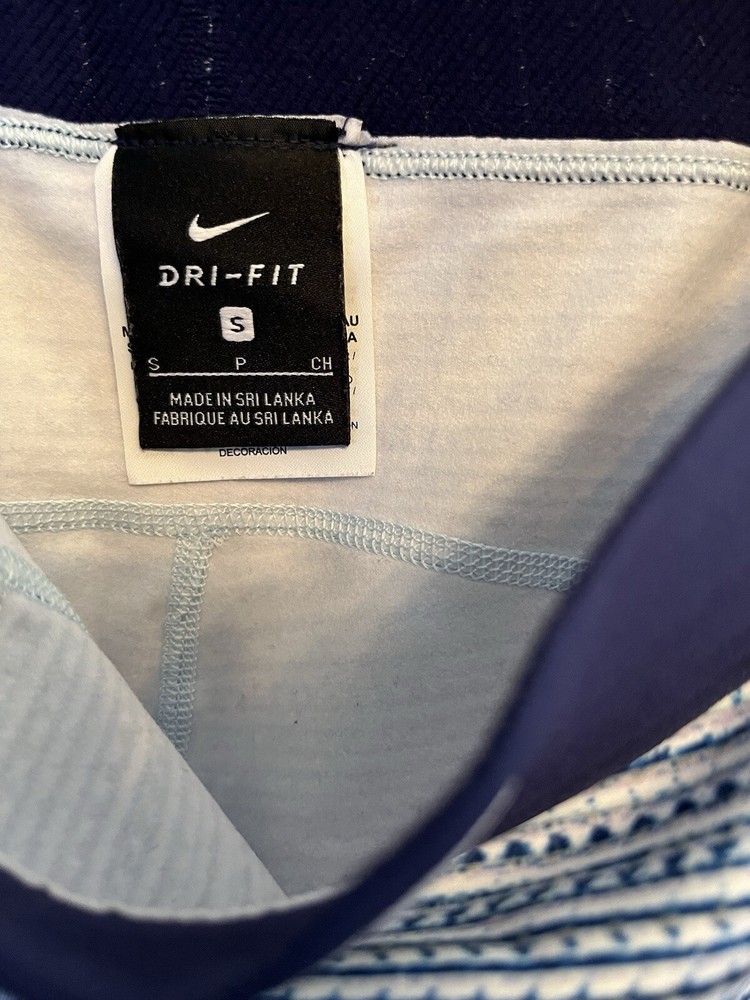 DRI-FIT
S
S P CH
MADE IN SRI LANKA
FABRIQUE AU SRI LANKA
DECORACIÓN